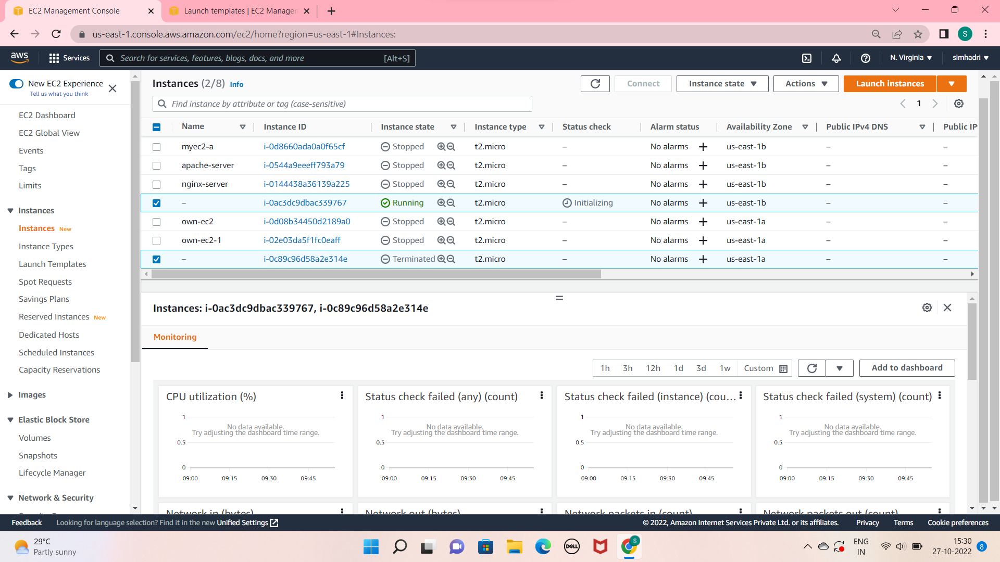 EC2 Management Console
Launch templates | EC2 Managen
us-east-1.console.aws.amazon.com/ec2/home?region=us-east-1#Instances:
S
aws
Services
Search for services, features, blogs, docs, and more
[Alt+S]
N. Virginia
simhadri
New EC2 Experience
Tell us what you think
EC2 Dashboard
EC2 Global View
Events
Tags
Limits
Instances
Instances New
Instance Types
Launch Templates
Spot Requests
Savings Plans
Reserved Instances New
Dedicated Hosts
Scheduled Instances
Capacity Reservations
Images
Elastic Block Store
Volumes
Snapshots
Lifecycle Manager
Network & Security
Instances (2/8) Info
Connect
Instance state
Actions
Launch instances
Find instance by attribute or tag (case-sensitive)
1
Name Instance ID Instance state Instance type Status check Alarm status Availability Zone Public IPv4 DNS Public IP
myec2-a i-0d8660ada0a0f65cf Stopped t2.micro – No alarms + us-east-1b – –
apache-server i-0544a9eeeff793a79 Stopped t2.micro – No alarms + us-east-1b – –
nginx-server i-0144438a36139a225 Stopped t2.micro – No alarms + us-east-1b – –
– i-0ac3dc9dbac339767 Running t2.micro Initializing No alarms + us-east-1b – –
own-ec2 i-0d08b34450d2189a0 Stopped t2.micro – No alarms + us-east-1a – –
own-ec2-1 i-02e03da5f1fc0eaff Stopped t2.micro – No alarms + us-east-1a – –
– i-0c89c96d58a2e314e Terminated t2.micro – No alarms + us-east-1a – –
Instances: i-0ac3dc9dbac339767, i-0c89c96d58a2e314e
Monitoring
1h 3h 12h 1d 3d 1w Custom
Add to dashboard
CPU utilization (%)
1
No data available.
Try adjusting the dashboard time range.
0.5
0
09:00 09:15 09:30 09:45
Status check failed (any) (count)
1
No data available.
Try adjusting the dashboard time range.
0.5
0
09:00 09:15 09:30 09:45
Status check failed (instance) (cou...
1
No data available.
Try adjusting the dashboard time range.
0.5
0
09:00 09:15 09:30 09:45
Status check failed (system) (count)
1
No data available.
Try adjusting the dashboard time range.
0.5
0
09:00 09:15 09:30 09:45
Network in (bytes)
Network out (bytes)
Network packets in (count)
Network packets out (count)
Feedback
Looking for language selection? Find it in the new Unified Settings
© 2022, Amazon Internet Services Private Ltd. or its affiliates.
Privacy
Terms
Cookie preferences
29°C
Partly sunny
DELL
S
ENG
IN
15:30
27-10-2022
8